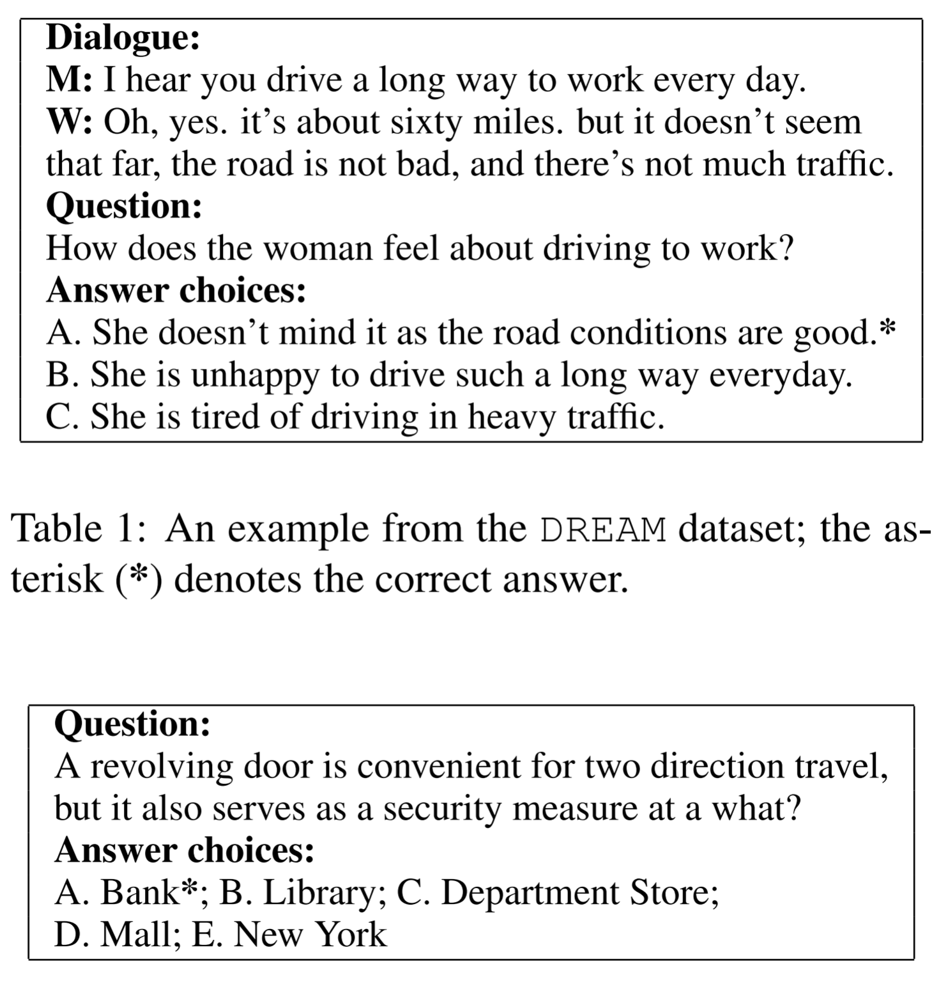 Dialogue:
M: I hear you drive a long way to work every day.
W: Oh, yes. it's about sixty miles. but it doesn't seem
that far, the road is not bad, and there's not much traffic.
Question:
How does the woman feel about driving to work?
Answer choices:
A. She doesn't mind it as the road conditions are good.*
B. She is unhappy to drive such a long way everyday.
C. She is tired of driving in heavy traffic.
Table 1: An example from the DREAM dataset; the as-
terisk (*) denotes the correct answer.
Question:
A revolving door is convenient for two direction travel,
but it also serves as a security measure at a what?
Answer choices:
A. Bank*; B. Library; C. Department Store;
D. Mall; E. New York